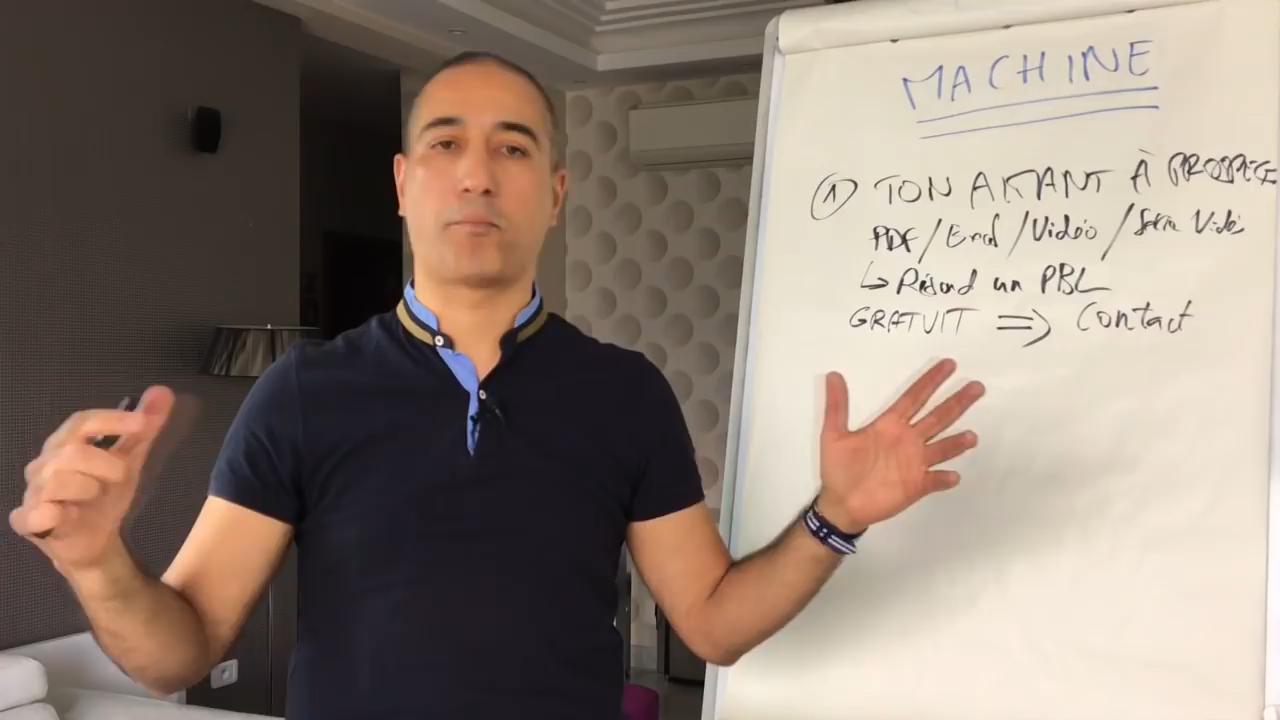 MACHINE
① TON AIMANT À PROSPECT
PDF/Email/Vidéo/Série Vidéo
↳ Résoud un PBL
GRATUIT ⇒ Contact